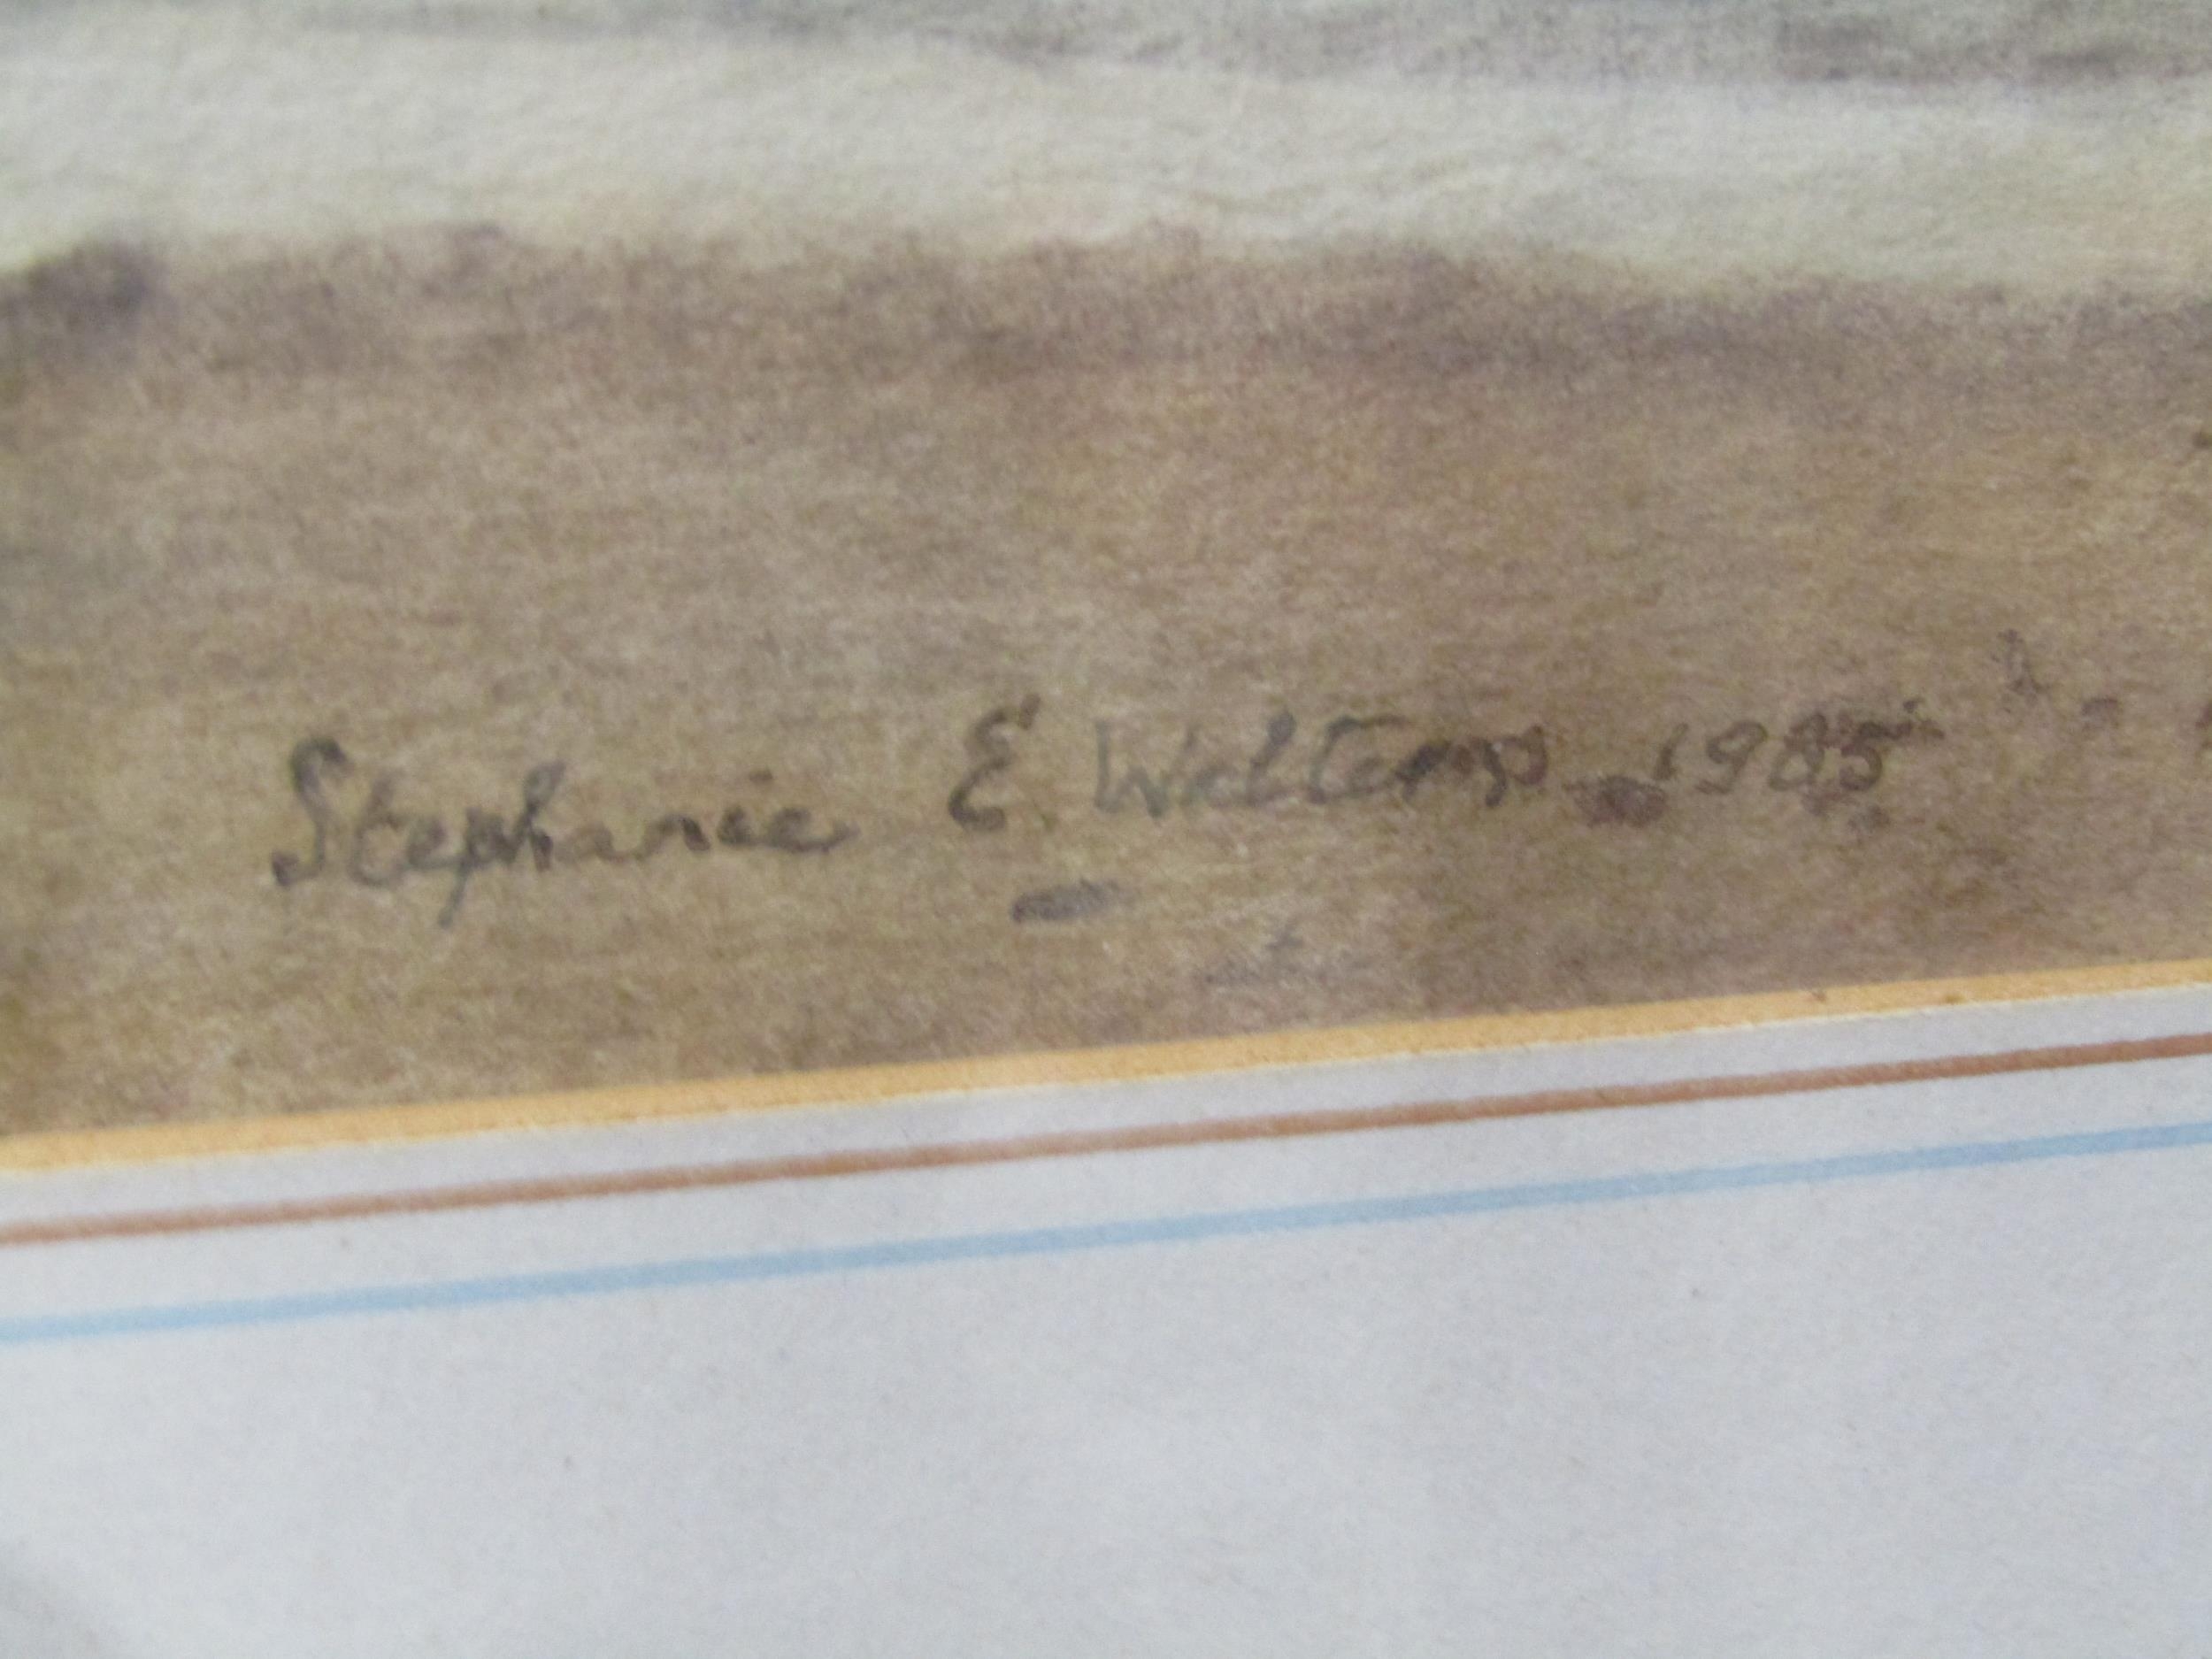 Stephanie E. Walters 1985